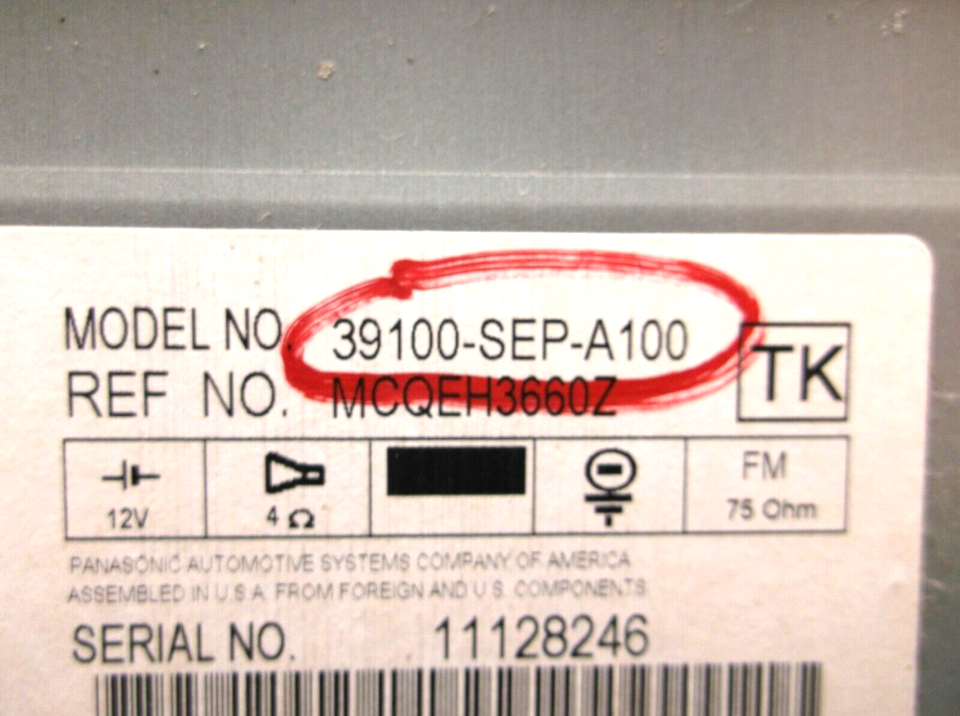 MODEL NO. 39100-SEP-A100
REF NO. MCQEH3660Z
TK
12V
4 Ω
FM
75 Ohm
PANASONIC AUTOMOTIVE SYSTEMS COMPANY OF AMERICA
ASSEMBLED IN U.S.A. FROM FOREIGN AND U.S. COMPONENTS
SERIAL NO. 11128246